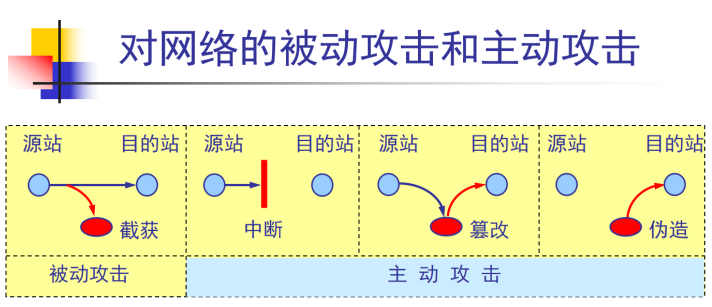 对网络的被动攻击和主动攻击
源站 目的站 源站 目的站 源站 目的站 源站 目的站
截获 中断 篡改 伪造
被动攻击 主 动 攻 击